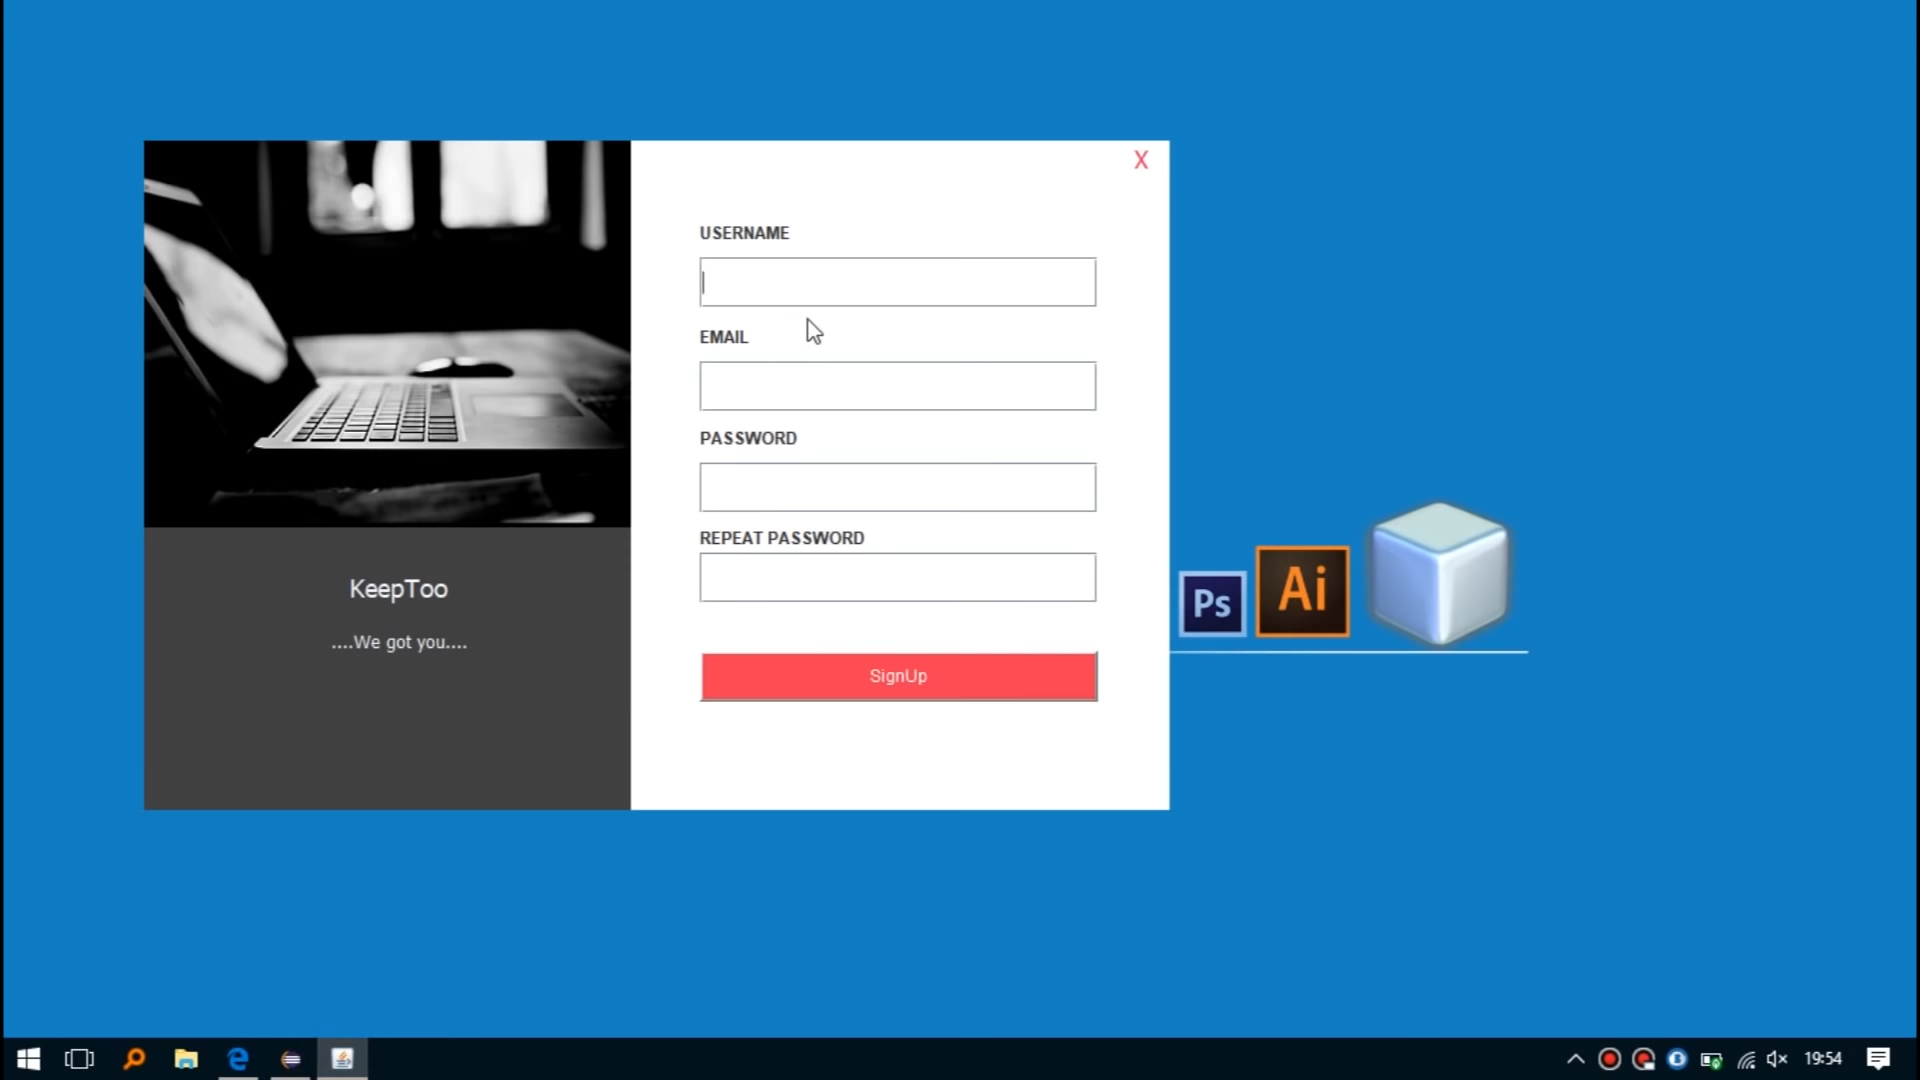 X
USERNAME
EMAIL
PASSWORD
REPEAT PASSWORD
SignUp
KeepToo
....We got you....
Ps
Ai
19:54